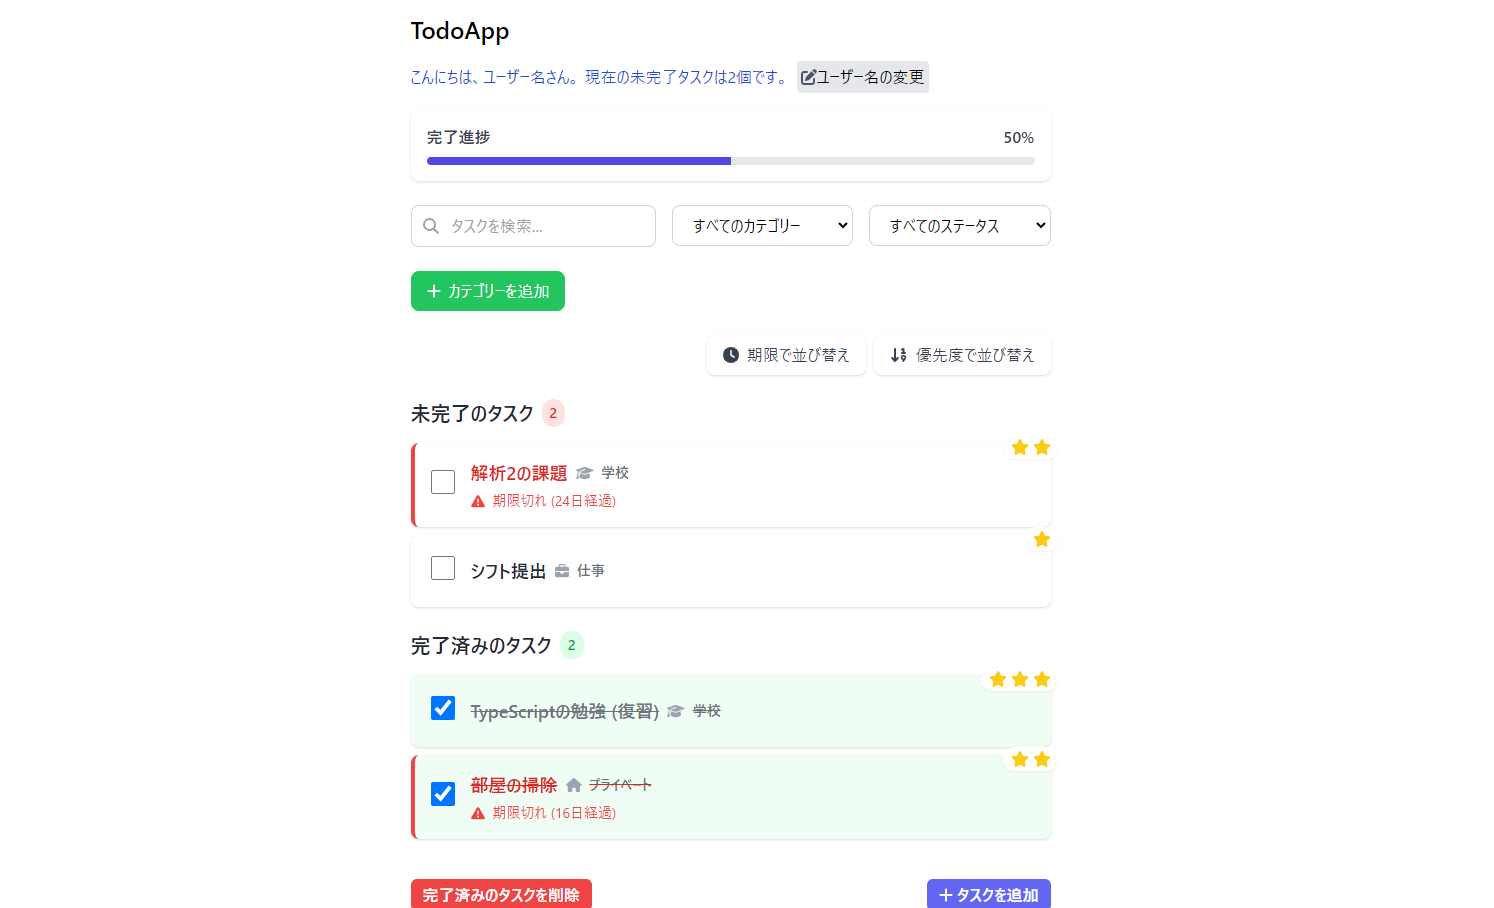 TodoApp
こんにちは、ユーザー名さん。現在の未完了タスクは2個です。 ユーザー名の変更
完了進捗 50%
タスクを検索... すべてのカテゴリー すべてのステータス
カテゴリーを追加
期限で並び替え 優先度で並び替え
未完了のタスク 2
解析2の課題 学校
期限切れ (24日経過)
シフト提出 仕事
完了済みのタスク 2
TypeScriptの勉強 (復習) 学校
部屋の掃除 プライベート
期限切れ (16日経過)
完了済みのタスクを削除 タスクを追加